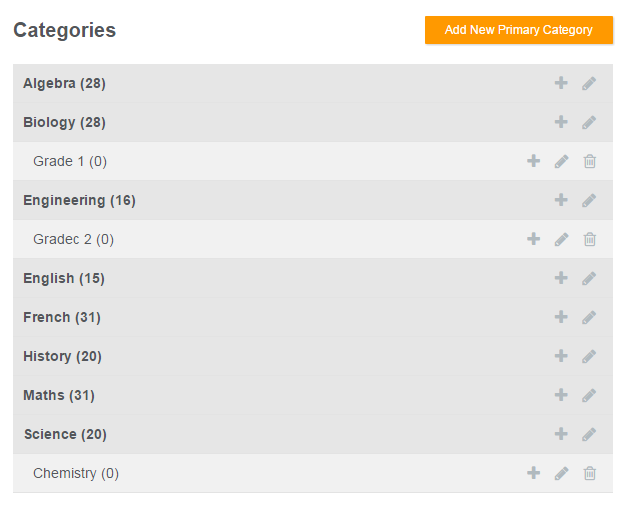 Categories
Add New Primary Category
Algebra (28)
Biology (28)
Grade 1 (0)
Engineering (16)
Gradec 2 (0)
English (15)
French (31)
History (20)
Maths (31)
Science (20)
Chemistry (0)